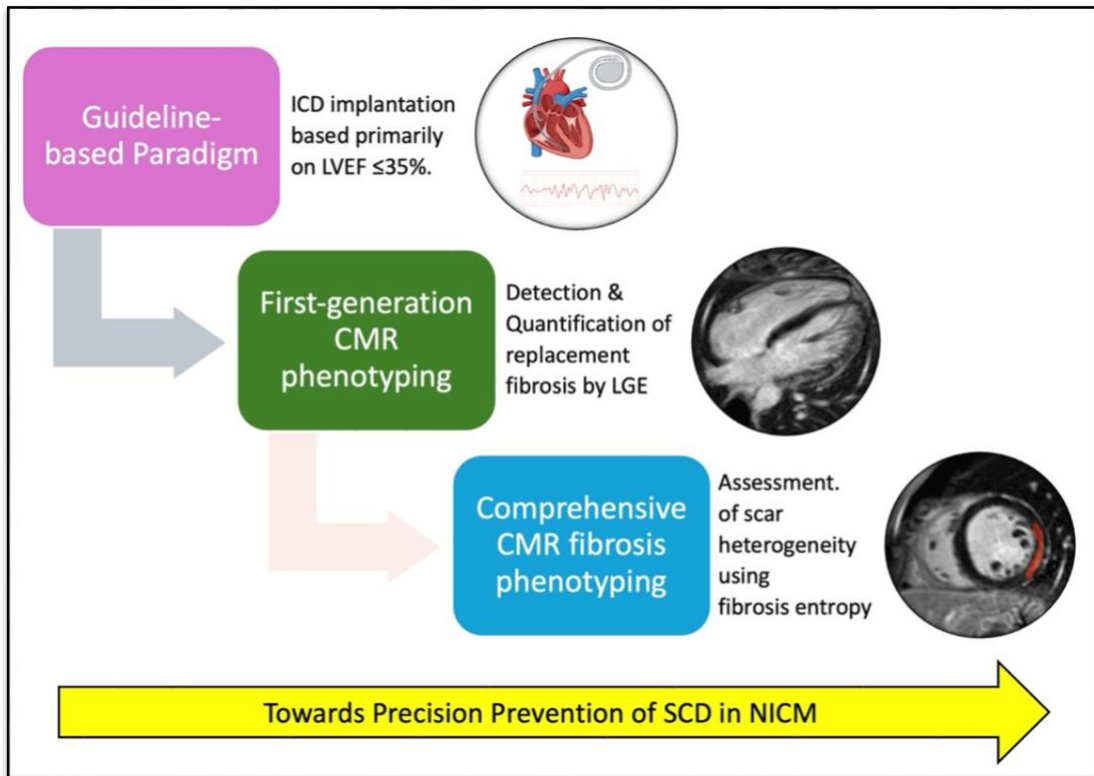 Guideline-
based Paradigm
ICD implantation
based primarily
on LVEF ≤35%.
First-generation
CMR
phenotyping
Detection &
Quantification of
replacement
fibrosis by LGE
Comprehensive
CMR fibrosis
phenotyping
Assessment.
of scar
heterogeneity
using
fibrosis entropy
Towards Precision Prevention of SCD in NICM